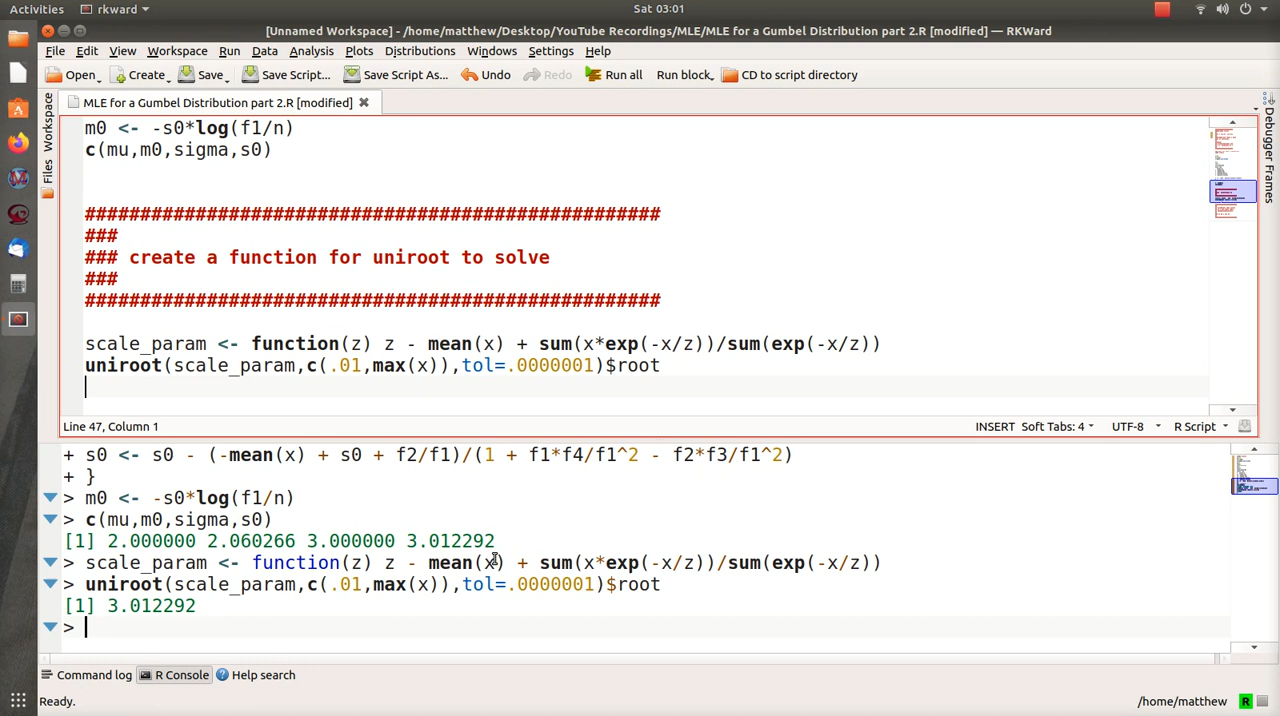 Activities
rkward
Sat 03:01
[Unnamed Workspace] - /home/matthew/Desktop/YouTube Recordings/MLE/MLE for a Gumbel Distribution part 2.R [modified] — RKWard
File Edit View Workspace Run Data Analysis Plots Distributions Windows Settings Help
Open Create Save Save Script... Save Script As... Undo Redo Run all Run block CD to script directory
MLE for a Gumbel Distribution part 2.R [modified]
Workspace
Files
Debugger Frames
m0 <- -s0*log(f1/n)
c(mu,m0,sigma,s0)
####################################################
###
### create a function for uniroot to solve
###
####################################################
scale_param <- function(z) z - mean(x) + sum(x*exp(-x/z))/sum(exp(-x/z))
uniroot(scale_param,c(.01,max(x)),tol=.0000001)$root
Line 47, Column 1 INSERT Soft Tabs: 4 UTF-8 R Script
+ s0 <- s0 - (-mean(x) + s0 + f2/f1)/(1 + f1*f4/f1^2 - f2*f3/f1^2)
+ }
> m0 <- -s0*log(f1/n)
> c(mu,m0,sigma,s0)
[1] 2.000000 2.060266 3.000000 3.012292
> scale_param <- function(z) z - mean(x) + sum(x*exp(-x/z))/sum(exp(-x/z))
> uniroot(scale_param,c(.01,max(x)),tol=.0000001)$root
[1] 3.012292
>
Command log R Console Help search
Ready. /home/matthew R